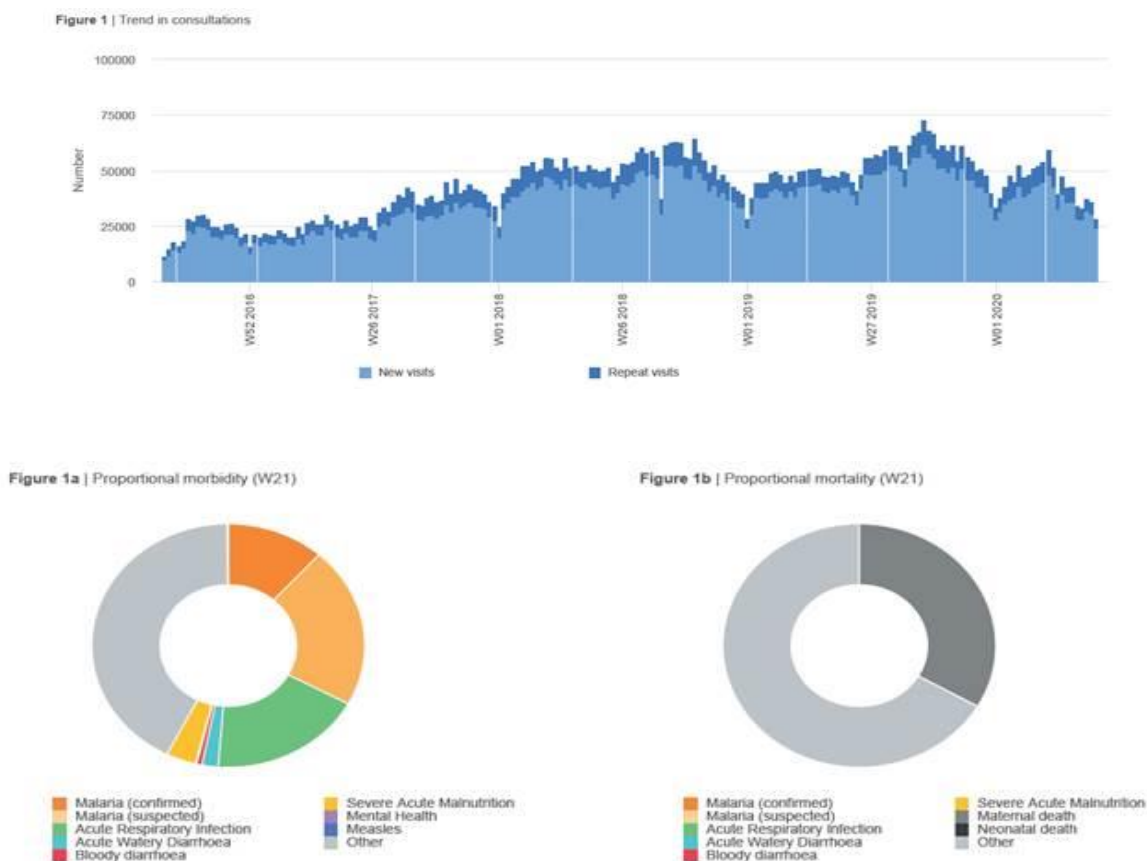 Figure 1 | Trend in consultations
100000
75000
50000
25000
0
Number
W52 2016
W26 2017
W01 2018
W26 2018
W01 2019
W27 2019
W01 2020
New visits
Repeat visits
Figure 1a | Proportional morbidity (W21)
Malaria (confirmed)
Malaria (suspected)
Acute Respiratory Infection
Acute Watery Diarrhoea
Bloody diarrhoea
Severe Acute Malnutrition
Mental Health
Measles
Other
Figure 1b | Proportional mortality (W21)
Malaria (confirmed)
Malaria (suspected)
Acute Respiratory Infection
Acute Watery Diarrhoea
Bloody diarrhoea
Severe Acute Malnutrition
Maternal death
Neonatal death
Other